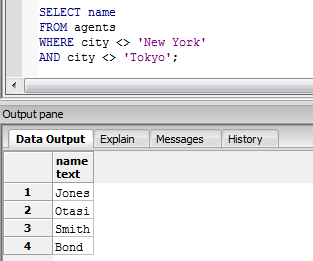 SELECT name
FROM agents
WHERE city <> 'New York'
AND city <> 'Tokyo';
Output pane
Data Output Explain Messages History
name
text
1 Jones
2 Otasi
3 Smith
4 Bond